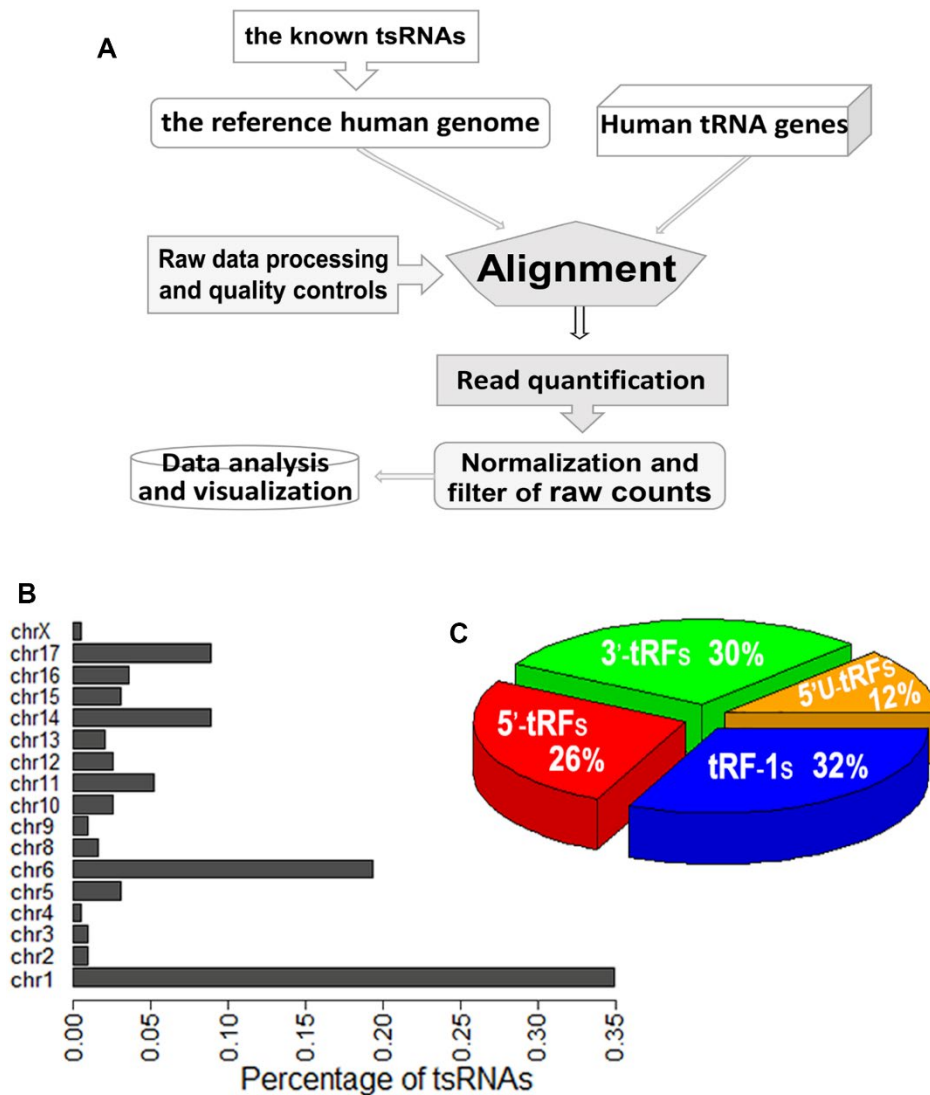 A
the known tsRNAs
the reference human genome
Human tRNA genes
Raw data processing
and quality controls
Alignment
Read quantification
Data analysis
and visualization
Normalization and
filter of raw counts
B
chrX
chr17
chr16
chr15
chr14
chr13
chr12
chr11
chr10
chr9
chr8
chr6
chr5
chr4
chr3
chr2
chr1
0.00
0.05
0.10
0.15
0.20
0.25
0.30
0.35
Percentage of tsRNAs
C
3'-tRFs 30%
5'U-tRFs
12%
5'-tRFs
26%
tRF-1s 32%